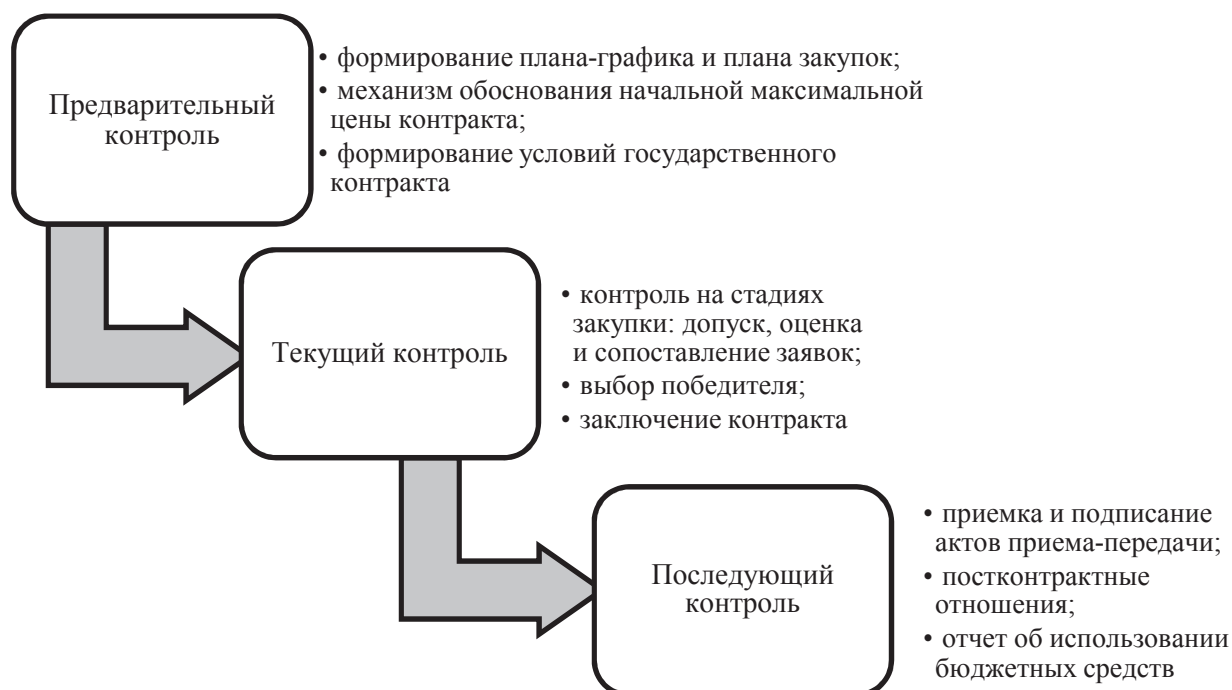 Предварительный
контроль
• формирование плана-графика и плана закупок;
• механизм обоснования начальной максимальной
цены контракта;
• формирование условий государственного
контракта
Текущий контроль
• контроль на стадиях
закупки: допуск, оценка
и сопоставление заявок;
• выбор победителя;
• заключение контракта
Последующий
контроль
• приемка и подписание
актов приема-передачи;
• постконтрактные
отношения;
• отчет об использовании
бюджетных средств